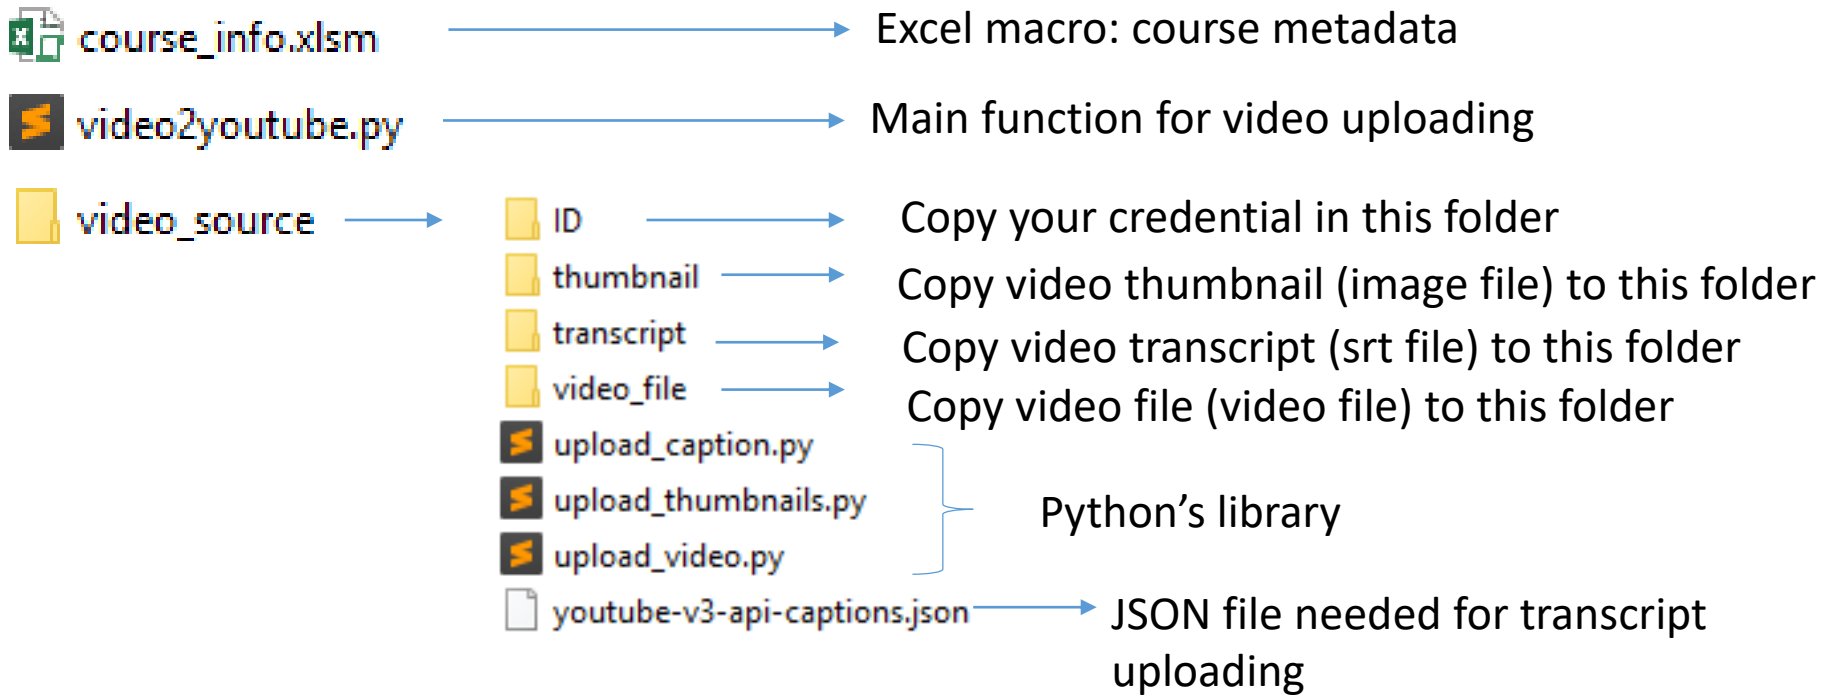 course_info.xlsm Excel macro: course metadata
video2youtube.py Main function for video uploading
video_source ID Copy your credential in this folder
thumbnail Copy video thumbnail (image file) to this folder
transcript Copy video transcript (srt file) to this folder
video_file Copy video file (video file) to this folder
upload_caption.py
upload_thumbnails.py Python’s library
upload_video.py
youtube-v3-api-captions.json JSON file needed for transcript
uploading